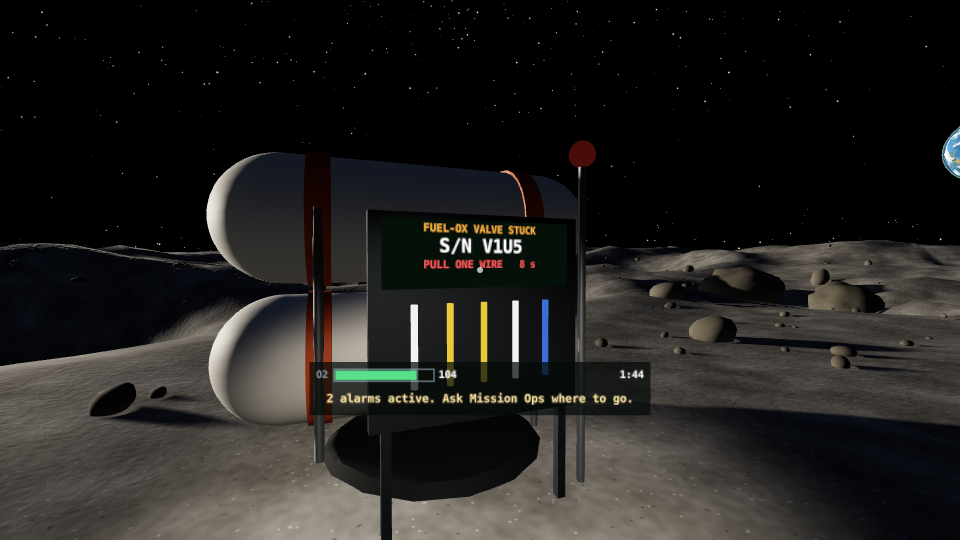 FUEL-OX VALVE STUCK
S/N V1U5
PULL ONE WIRE 8 s
O2 104 1:44
2 alarms active. Ask Mission Ops where to go.